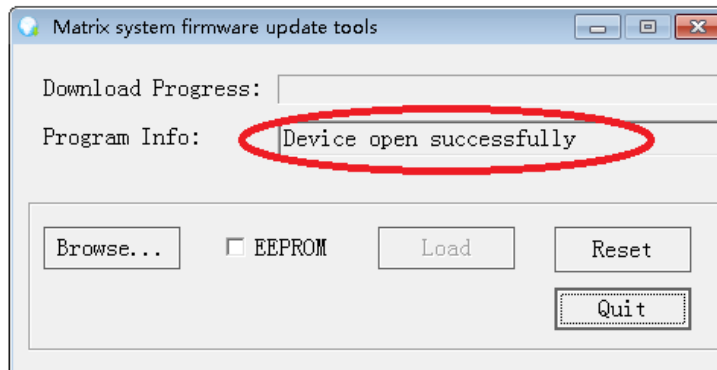 Matrix system firmware update tools
Download Progress:
Program Info: Device open successfully
Browse... EEPROM Load Reset
Quit